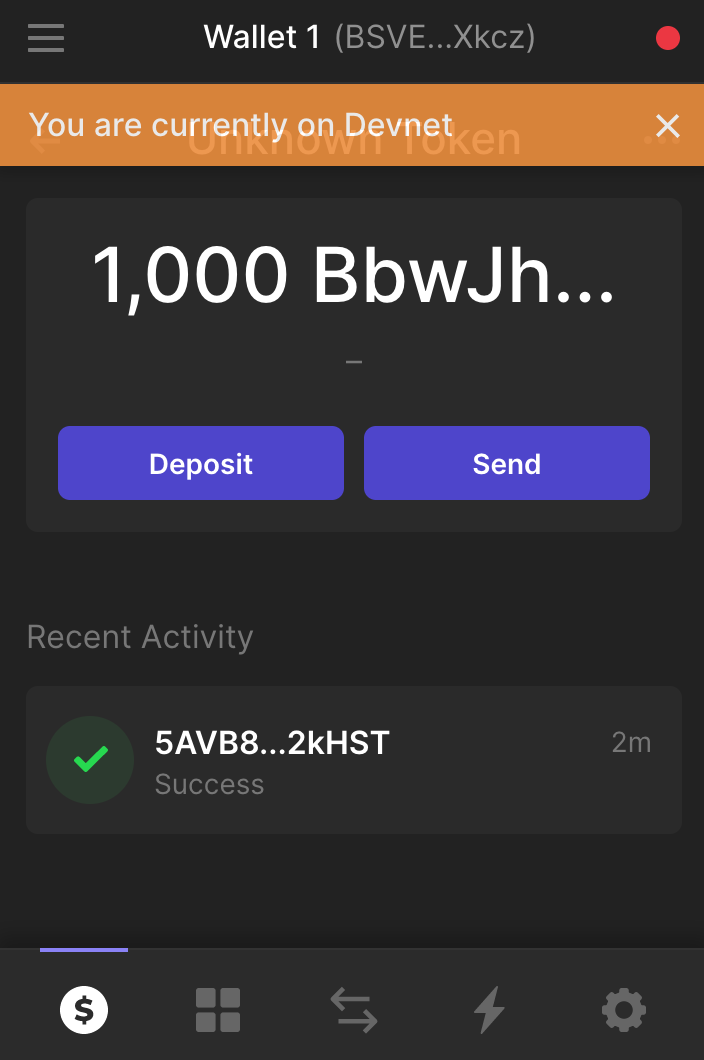 Wallet 1 (BSVE...Xkcz)
You are currently on Devnet
Unknown Token
1,000 BbwJh...
–
Deposit
Send
Recent Activity
5AVB8...2kHST
2m
Success
$